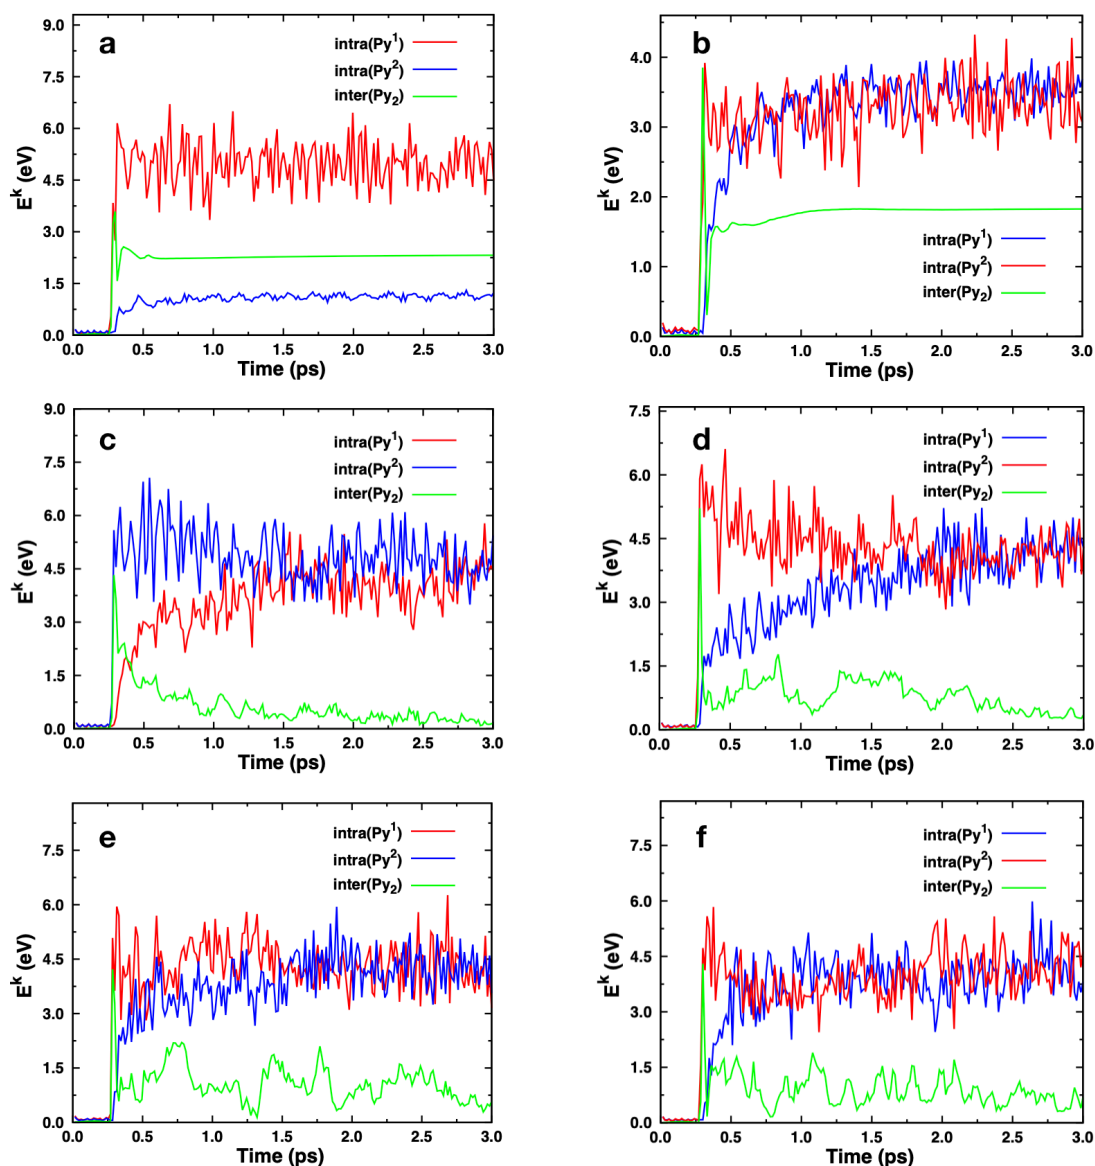 a
intra(Py¹)
intra(Py²)
inter(Py₂)
9.0
7.5
6.0
4.5
3.0
1.5
0.0
Eᵏ (eV)
0.0 0.5 1.0 1.5 2.0 2.5 3.0
Time (ps)
b
4.0
3.0
2.0
1.0
0.0
Eᵏ (eV)
intra(Py¹)
intra(Py²)
inter(Py₂)
0.0 0.5 1.0 1.5 2.0 2.5 3.0
Time (ps)
c
intra(Py¹)
intra(Py²)
inter(Py₂)
9.0
7.5
6.0
4.5
3.0
1.5
0.0
Eᵏ (eV)
0.0 0.5 1.0 1.5 2.0 2.5 3.0
Time (ps)
d
intra(Py¹)
intra(Py²)
inter(Py₂)
7.5
6.0
4.5
3.0
1.5
0.0
Eᵏ (eV)
0.0 0.5 1.0 1.5 2.0 2.5 3.0
Time (ps)
e
intra(Py¹)
intra(Py²)
inter(Py₂)
7.5
6.0
4.5
3.0
1.5
0.0
Eᵏ (eV)
0.0 0.5 1.0 1.5 2.0 2.5 3.0
Time (ps)
f
intra(Py¹)
intra(Py²)
inter(Py₂)
7.5
6.0
4.5
3.0
1.5
0.0
Eᵏ (eV)
0.0 0.5 1.0 1.5 2.0 2.5 3.0
Time (ps)